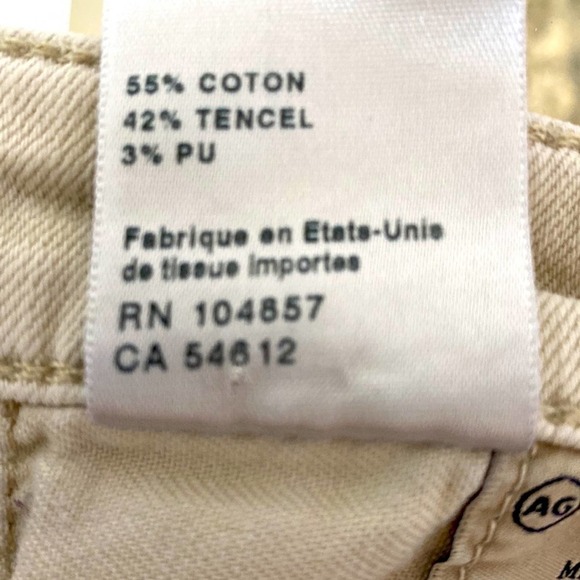 55% COTON
42% TENCEL
3% PU
Fabrique en Etats-Unis
de tissue importes
RN 104857
CA 54612
AG